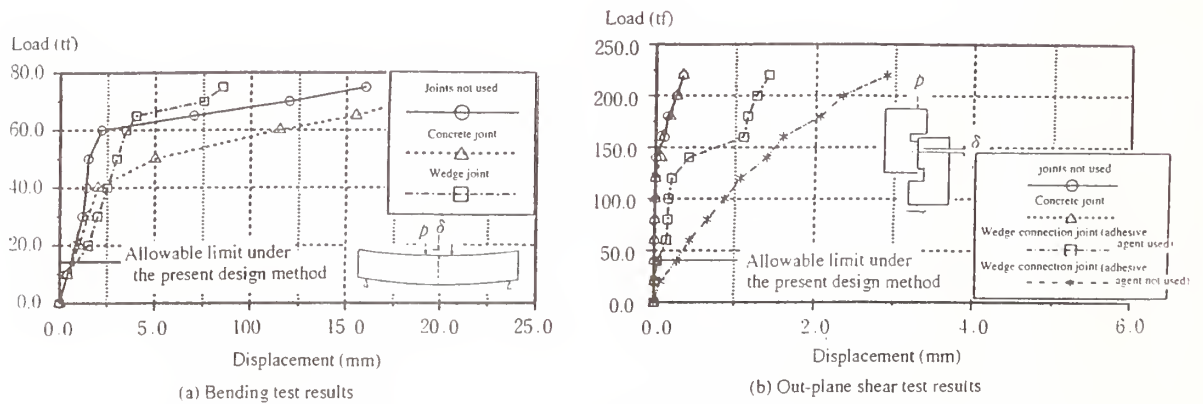 Load (tf)
80.0
60.0
40.0
20.0
0.0
0.0
5.0
100
15.0
20.0
25.0
Joints not used
Concrete joint
Wedge joint
p δ
Allowable limit under
the present design method
Displacement (mm)
(a) Bending test results
Load (tf)
250.0
200.0
150.0
100.0
50.0
0.0
0.0
2.0
4.0
6.0
p
δ
Joints not used
Concrete joint
Wedge connection joint (adhesive
agent used)
Wedge connection joint (adhesive
agent not used)
Allowable limit under
the present design method
Displacement (mm)
(b) Out-plane shear test results